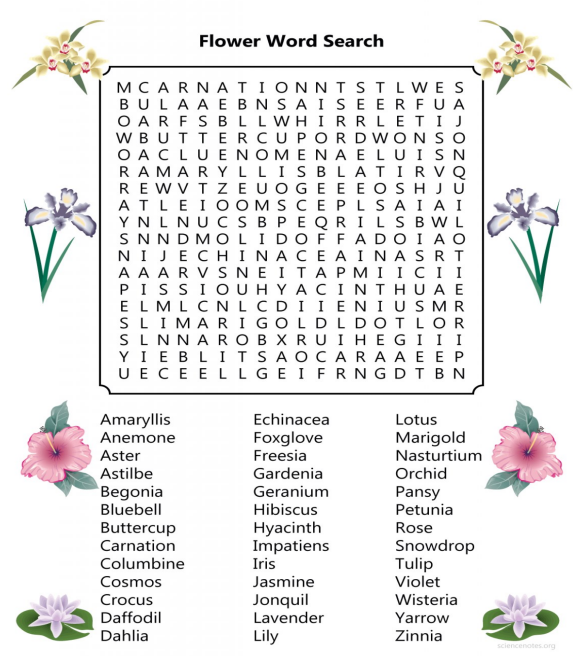 Flower Word Search
M C A R N A T I O N N T S T L W E S
B U L A A E B N S A I S E E R F U A
O A R F S B L L W H I R R L E T I J
W B U T T E R C U P O R D W O N S O
O A C L U E N O M E N A E L U I S N
R A M A R Y L L I S B L A T I R V Q
R E W V T Z E U O G E E E O S H J U
A T L E I O O M S C E P L S A I A I
Y N L N U C S B P E Q R I L S B W L
S N N D M O L I D O F F A D O I A O
N I J E C H I N A C E A I N A S R T
A A A R V S N E I T A P M I I C I I
P I S S I O U H Y A C I N T H U A E
E L M L C N L C D I I E N I U S M R
S L I M A R I G O L D L D O T L O R
S L N N A R O B X R U I H E G I I I
Y I E B L I T S A O C A R A A E E P
U E C E E L L G E I F R N G D T B N
Amaryllis Echinacea Lotus
Anemone Foxglove Marigold
Aster Freesia Nasturtium
Astilbe Gardenia Orchid
Begonia Geranium Pansy
Bluebell Hibiscus Petunia
Buttercup Hyacinth Rose
Carnation Impatiens Snowdrop
Columbine Iris Tulip
Cosmos Jasmine Violet
Crocus Jonquil Wisteria
Daffodil Lavender Yarrow
Dahlia Lily Zinnia
sciencenotes.org